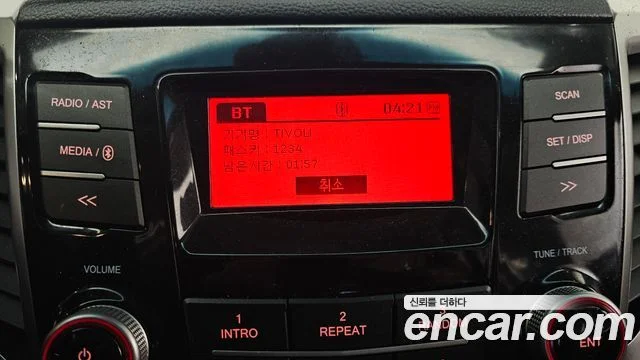 RADIO / AST
MEDIA /
<<
BT
04:21
기기명 : TIVOLI
패스키 : 1234
남은시간 : 01:57
취소
SCAN
SET / DISP
>>
VOLUME
TUNE / TRACK
1
INTRO
2
REPEAT
ENT
신뢰를 더하다
encar.com